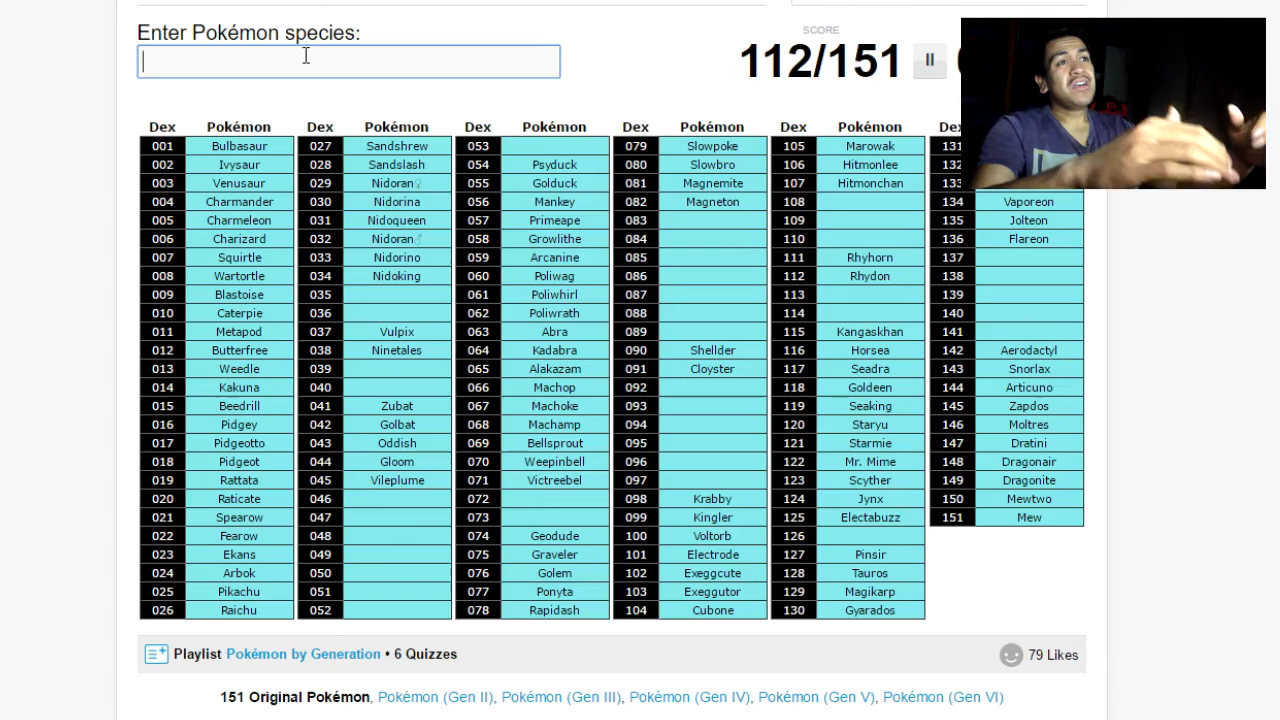 Enter Pokémon species:
SCORE
112/151
Dex Pokémon Dex Pokémon Dex Pokémon Dex Pokémon Dex Pokémon
001 Bulbasaur 027 Sandshrew 053 079 Slowpoke 105 Marowak 131
002 Ivysaur 028 Sandslash 054 Psyduck 080 Slowbro 106 Hitmonlee 132
003 Venusaur 029 Nidoran♀ 055 Golduck 081 Magnemite 107 Hitmonchan 133
004 Charmander 030 Nidorina 056 Mankey 082 Magneton 108 134 Vaporeon
005 Charmeleon 031 Nidoqueen 057 Primeape 083 109 135 Jolteon
006 Charizard 032 Nidoran♂ 058 Growlithe 084 110 136 Flareon
007 Squirtle 033 Nidorino 059 Arcanine 085 111 Rhyhorn 137
008 Wartortle 034 Nidoking 060 Poliwag 086 112 Rhydon 138
009 Blastoise 035 061 Poliwhirl 087 113 139
010 Caterpie 036 062 Poliwrath 088 114 140
011 Metapod 037 Vulpix 063 Abra 089 115 Kangaskhan 141
012 Butterfree 038 Ninetales 064 Kadabra 090 Shellder 116 Horsea 142 Aerodactyl
013 Weedle 039 065 Alakazam 091 Cloyster 117 Seadra 143 Snorlax
014 Kakuna 040 066 Machop 092 118 Goldeen 144 Articuno
015 Beedrill 041 Zubat 067 Machoke 093 119 Seaking 145 Zapdos
016 Pidgey 042 Golbat 068 Machamp 094 120 Staryu 146 Moltres
017 Pidgeotto 043 Oddish 069 Bellsprout 095 121 Starmie 147 Dratini
018 Pidgeot 044 Gloom 070 Weepinbell 096 122 Mr. Mime 148 Dragonair
019 Rattata 045 Vileplume 071 Victreebel 097 123 Scyther 149 Dragonite
020 Raticate 046 072 098 Krabby 124 Jynx 150 Mewtwo
021 Spearow 047 073 099 Kingler 125 Electabuzz 151 Mew
022 Fearow 048 074 Geodude 100 Voltorb 126
023 Ekans 049 075 Graveler 101 Electrode 127 Pinsir
024 Arbok 050 076 Golem 102 Exeggcute 128 Tauros
025 Pikachu 051 077 Ponyta 103 Exeggutor 129 Magikarp
026 Raichu 052 078 Rapidash 104 Cubone 130 Gyarados
Playlist Pokémon by Generation • 6 Quizzes 79 Likes
151 Original Pokémon, Pokémon (Gen II), Pokémon (Gen III), Pokémon (Gen IV), Pokémon (Gen V), Pokémon (Gen VI)